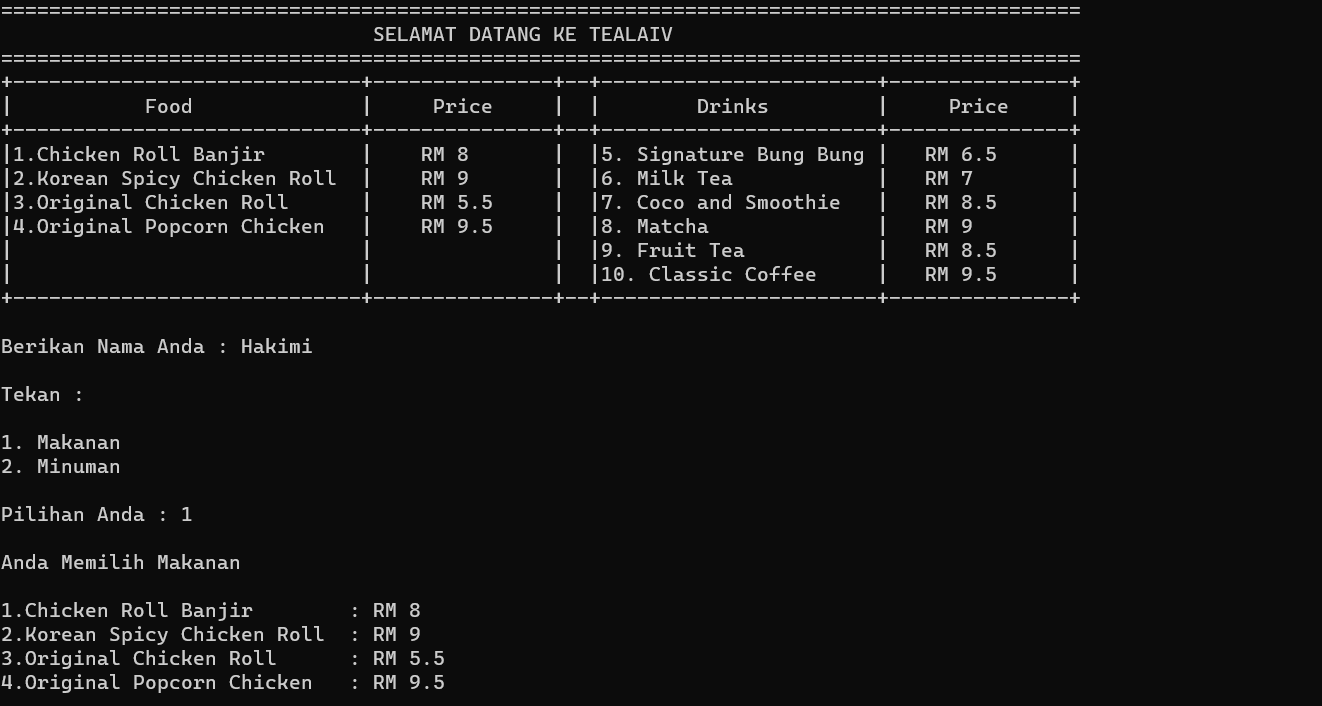 ==========================================================================================
                               SELAMAT DATANG KE TEALAIV
==========================================================================================
+-----------------------------+---------------+--+-----------------------+---------------+
|           Food              |     Price     |  |        Drinks         |     Price     |
+-----------------------------+---------------+--+-----------------------+---------------+
|1.Chicken Roll Banjir        |    RM 8       |  |5. Signature Bung Bung |   RM 6.5      |
|2.Korean Spicy Chicken Roll  |    RM 9       |  |6. Milk Tea            |   RM 7        |
|3.Original Chicken Roll      |    RM 5.5     |  |7. Coco and Smoothie   |   RM 8.5      |
|4.Original Popcorn Chicken   |    RM 9.5     |  |8. Matcha              |   RM 9        |
|                             |               |  |9. Fruit Tea           |   RM 8.5      |
|                             |               |  |10. Classic Coffee     |   RM 9.5      |
+-----------------------------+---------------+--+-----------------------+---------------+

Berikan Nama Anda : Hakimi

Tekan :

1. Makanan
2. Minuman

Pilihan Anda : 1

Anda Memilih Makanan

1.Chicken Roll Banjir        : RM 8
2.Korean Spicy Chicken Roll  : RM 9
3.Original Chicken Roll      : RM 5.5
4.Original Popcorn Chicken   : RM 9.5